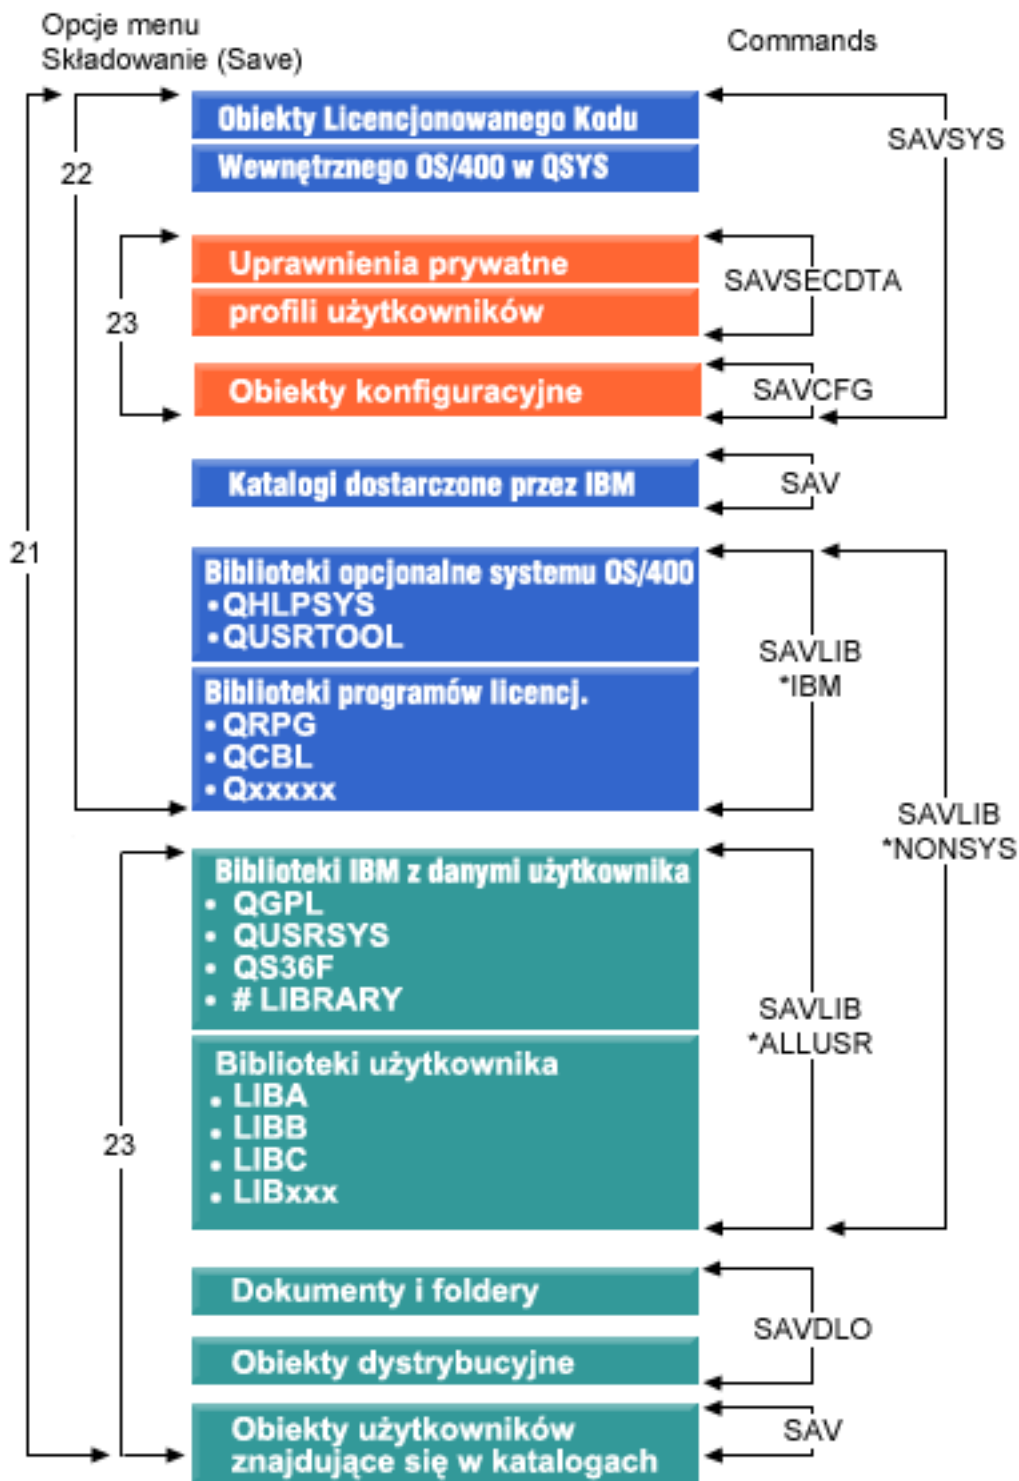 Opcje menu
Składowanie (Save)
Commands
Obiekty Licencjonowanego Kodu
Wewnętrznego OS/400 w QSYS
SAVSYS
22
Uprawnienia prywatne
profili użytkowników
SAVSECDTA
23
Obiekty konfiguracyjne
SAVCFG
Katalogi dostarczone przez IBM
SAV
21
Biblioteki opcjonalne systemu OS/400
• QHLPSYS
• QUSRTOOL
SAVLIB
*IBM
Biblioteki programów licencj.
• QRPG
• QCBL
• Qxxxxx
SAVLIB
*NONSYS
Biblioteki IBM z danymi użytkownika
• QGPL
• QUSRSYS
• QS36F
• # LIBRARY
SAVLIB
*ALLUSR
Biblioteki użytkownika
• LIBA
• LIBB
• LIBC
• LIBxxx
23
Dokumenty i foldery
SAVDLO
Obiekty dystrybucyjne
Obiekty użytkowników
znajdujące się w katalogach
SAV